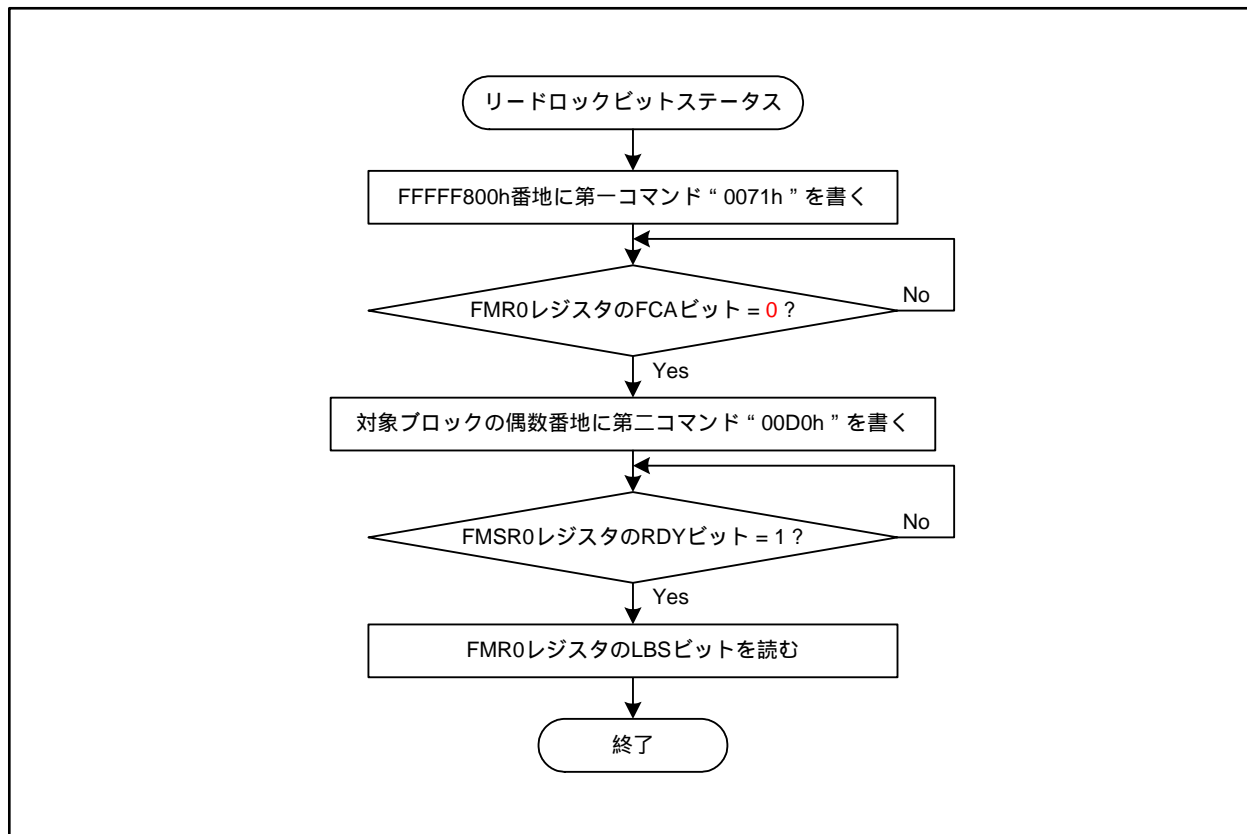 リードロックビットステータス
FFFFF800h番地に第一コマンド“ 0071h ”を書く
FMR0レジスタのFCAビット = 0 ?
No
Yes
対象ブロックの偶数番地に第二コマンド“ 00D0h ”を書く
FMSR0レジスタのRDYビット = 1 ?
No
Yes
FMR0レジスタのLBSビットを読む
終了